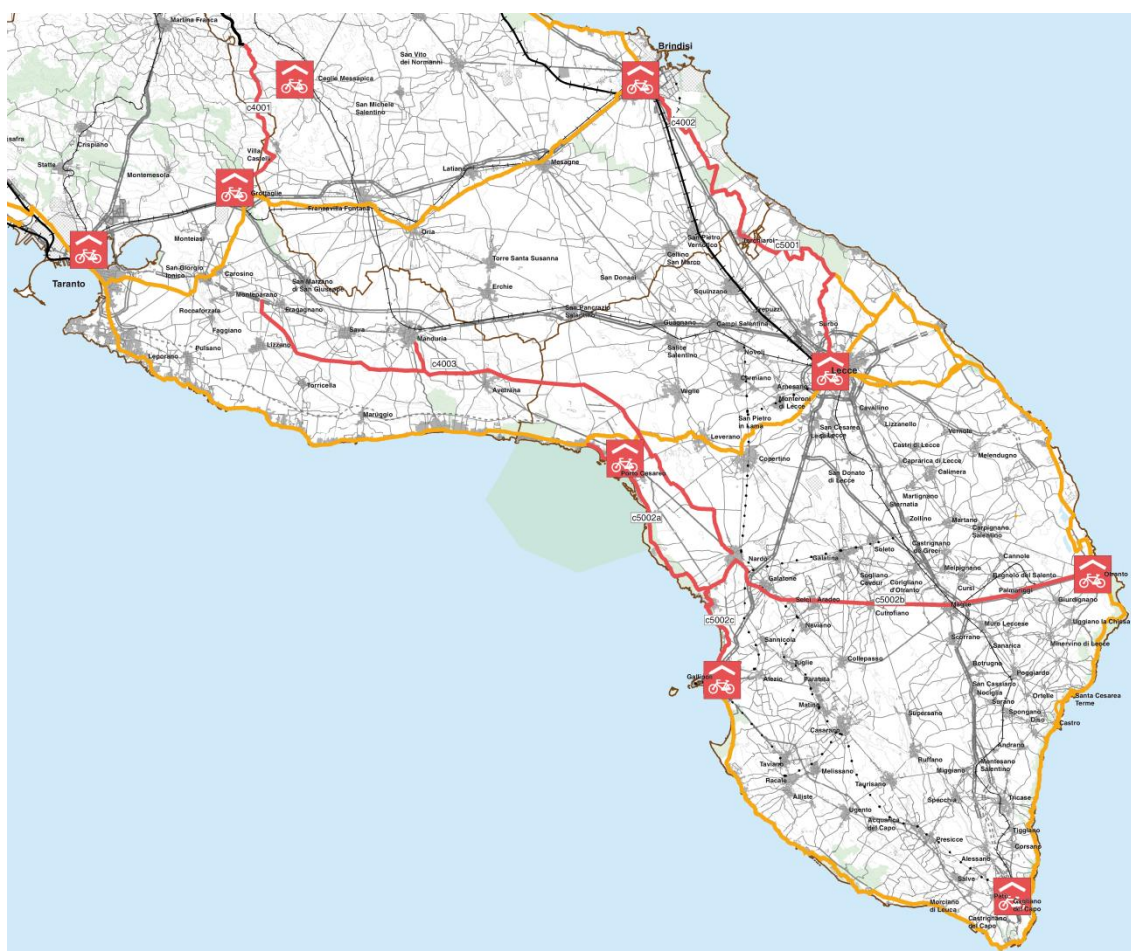 Martina Franca
Brindisi
San Vito
dei Normanni
Ceglie Messapica
c4001
San Michele
Salentino
c4002
Crispiano
Villa
Castelli
Statte
Montemesola
Latiano
Mesagne
Grottaglie
Francavilla Fontana
Oria
Monteiasi
San Pietro
Vernotico
Torchiarolo
c5001
Cellino
San Marco
San Giorgio
Ionico
Carosino
Torre Santa Susanna
San Donaci
Taranto
San Marzano
di San Giuseppe
Erchie
Squinzano
Monteparano
Fragagnano
Roccaforzata
San Pancrazio
Salentino
Trepuzzi
Guagnano
Campi Salentina
Surbo
Faggiano
Sava
Manduria
Salice
Salentino
Novoli
Leporano
Pulsano
Lizzano
c4003
Lecce
Carmiano
Arnesano
Torricella
Avetrana
Veglie
Monteroni
di Lecce
Cavallino
Maruggio
San Pietro
in Lama
San Cesario
di Lecce
Lizzanello
Vernole
Leverano
Castri di Lecce
Melendugno
Caprarica di Lecce
Copertino
Calimera
Porto Cesareo
San Donato
di Lecce
Martignano
Sternatia
Zollino
Martano
c5002a
Carpignano
Salentino
Soleto
Castrignano
de Greci
Nardò
Galatina
Cannole
Melpignano
Bagnolo del Salento
Otranto
Galatone
Sogliano
Cavour
Corigliano
d'Otranto
Cursi
Palmariggi
c5002b
Giurdignano
Seclì
Aradeo
Cutrofiano
Maglie
c5002c
Neviano
Muro Leccese
Uggiano la Chiesa
Sannicola
Scorrano
Sanarica
Minervino di Lecce
Tuglie
Collepasso
Botrugno
Poggiardo
Gallipoli
Alezio
Parabita
San Cassiano
Nociglia
Ortelle
Santa Cesarea
Terme
Matino
Surano
Supersano
Spongano
Diso
Castro
Casarano
Andrano
Ruffano
Montesano
Salentino
Taviano
Melissano
Miggiano
Racale
Taurisano
Alliste
Specchia
Tricase
Ugento
Acquarica
del Capo
Tiggiano
Presicce
Corsano
Alessano
Salve
Morciano
di Leuca
Gagliano
del Capo
Castrignano
del Capo